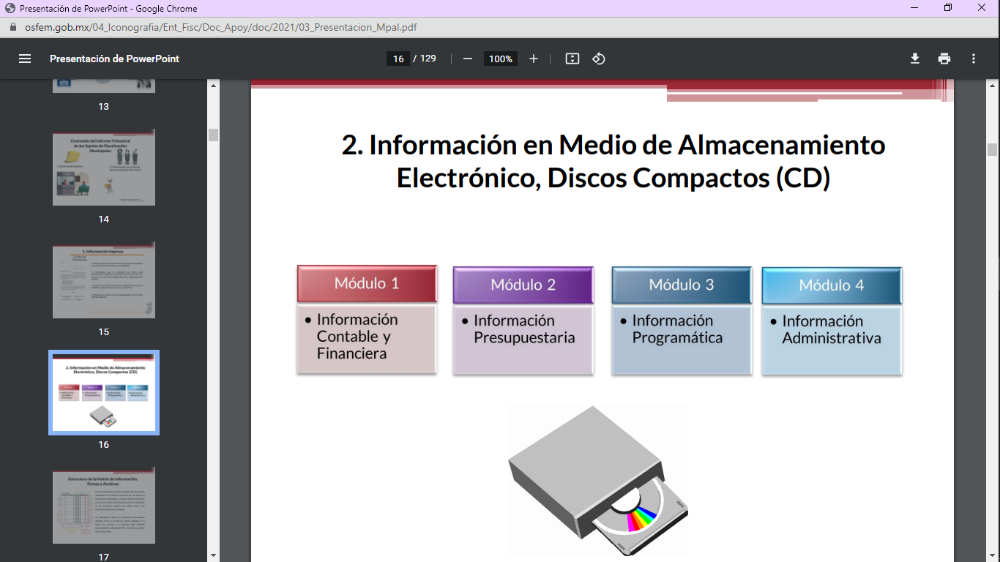 Presentación de PowerPoint - Google Chrome
osfem.gob.mx/04_Iconografia/Ent_Fisc/Doc_Apoy/doc/2021/03_Presentacion_Mpal.pdf
Presentación de PowerPoint
16 / 129
100%
13
Contenido del Informe Trimestral
de los Sujetos de Fiscalización
Municipales
14
1. Información Impresa
15
2. Información en Medio de Almacenamiento
Electrónico, Discos Compactos (CD)
16
Estructura de la Matriz de Información,
Firmas y Archivos
17
2. Información en Medio de Almacenamiento
Electrónico, Discos Compactos (CD)
Módulo 1
• Información
Contable y
Financiera
Módulo 2
• Información
Presupuestaria
Módulo 3
• Información
Programática
Módulo 4
• Información
Administrativa